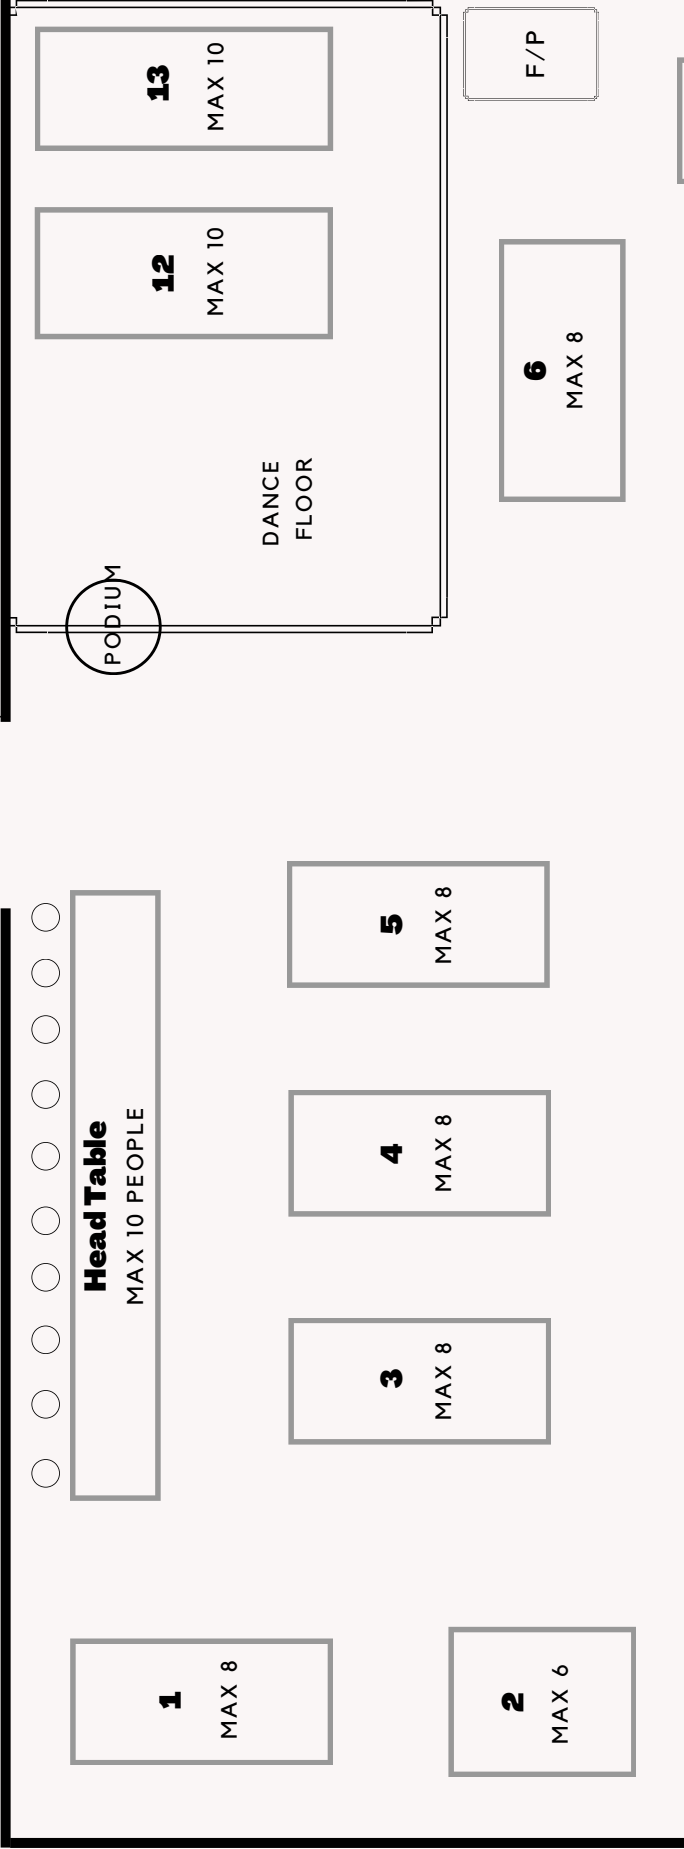 13
MAX 10
F/P
12
MAX 10
6
MAX 8
DANCE
FLOOR
PODIUM
5
MAX 8
Head Table
MAX 10 PEOPLE
4
MAX 8
3
MAX 8
1
MAX 8
2
MAX 6